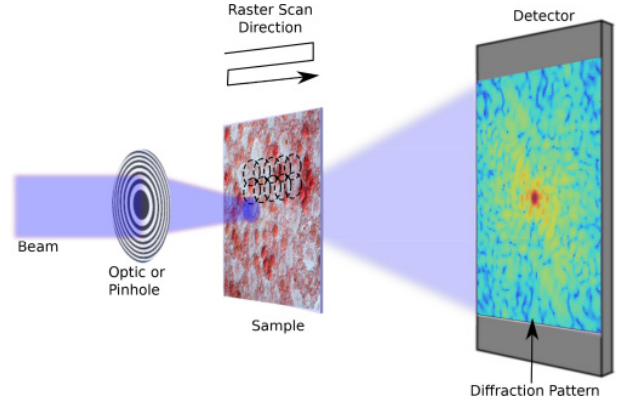 Raster Scan
Direction
Detector
Beam
Optic or
Pinhole
Sample
Diffraction Pattern